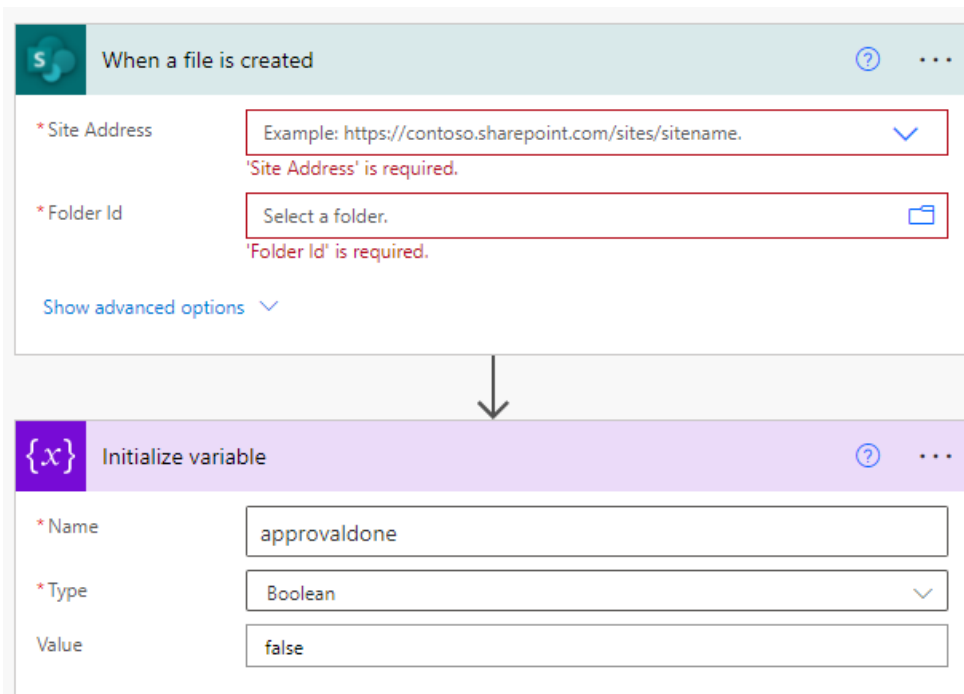 When a file is created
* Site Address
Example: https://contoso.sharepoint.com/sites/sitename.
'Site Address' is required.
* Folder Id
Select a folder.
'Folder Id' is required.
Show advanced options
{x} Initialize variable
* Name
approvaldone
* Type
Boolean
Value
false